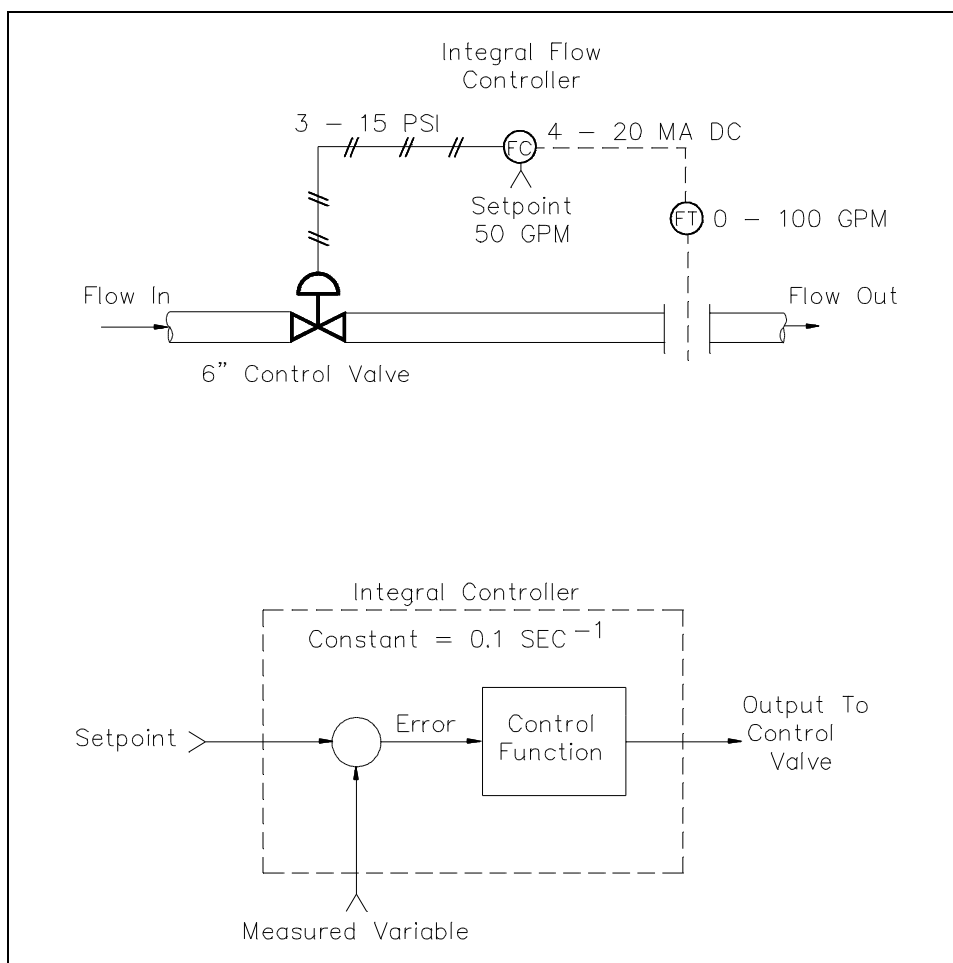 Integral Flow
Controller
3 - 15 PSI
FC
4 - 20 MA DC
Setpoint
50 GPM
FT
0 - 100 GPM
Flow In
Flow Out
6" Control Valve
Integral Controller
Constant = 0.1 SEC⁻¹
Setpoint
Error
Control
Function
Output To
Control
Valve
Measured Variable